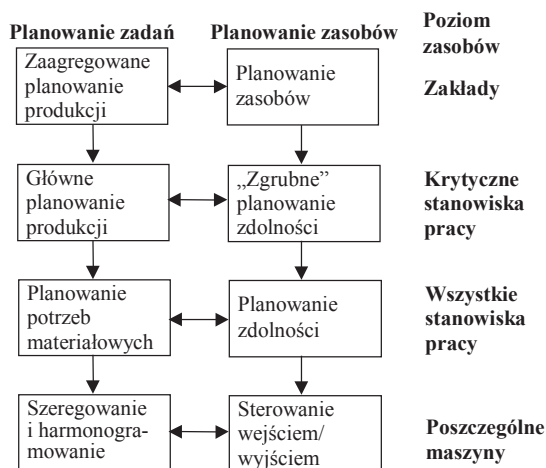 Planowanie zadań
Planowanie zasobów
Poziom
zasobów
Zaagregowane
planowanie
produkcji
Planowanie
zasobów
Zakłady
Główne
planowanie
produkcji
„Zgrubne”
planowanie
zdolności
Krytyczne
stanowiska
pracy
Planowanie
potrzeb
materiałowych
Planowanie
zdolności
Wszystkie
stanowiska
pracy
Szeregowanie
i harmonogra-
mowanie
Sterowanie
wejściem/
wyjściem
Poszczególne
maszyny